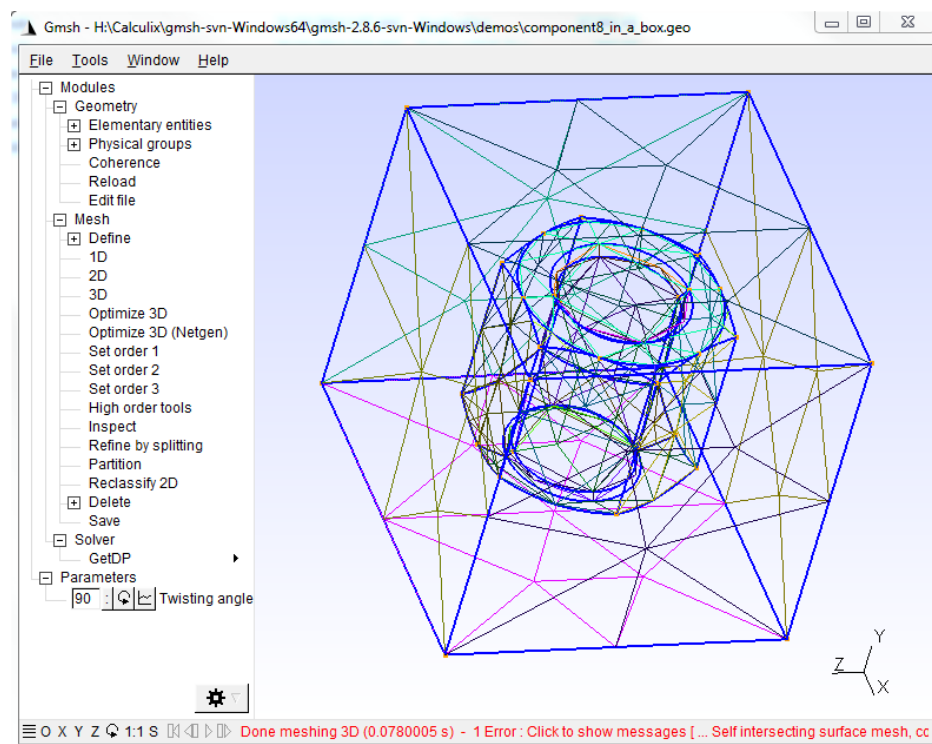 Gmsh - H:\Calculix\gmsh-svn-Windows64\gmsh-2.8.6-svn-Windows\demos\component8_in_a_box.geo
File Tools Window Help
Modules
Geometry
Elementary entities
Physical groups
Coherence
Reload
Edit file
Mesh
Define
1D
2D
3D
Optimize 3D
Optimize 3D (Netgen)
Set order 1
Set order 2
Set order 3
High order tools
Inspect
Refine by splitting
Partition
Reclassify 2D
Delete
Save
Solver
GetDP
Parameters
90 : Twisting angle
Y
Z
X
O X Y Z 1:1 S Done meshing 3D (0.0780005 s) - 1 Error : Click to show messages [ ... Self intersecting surface mesh, cc